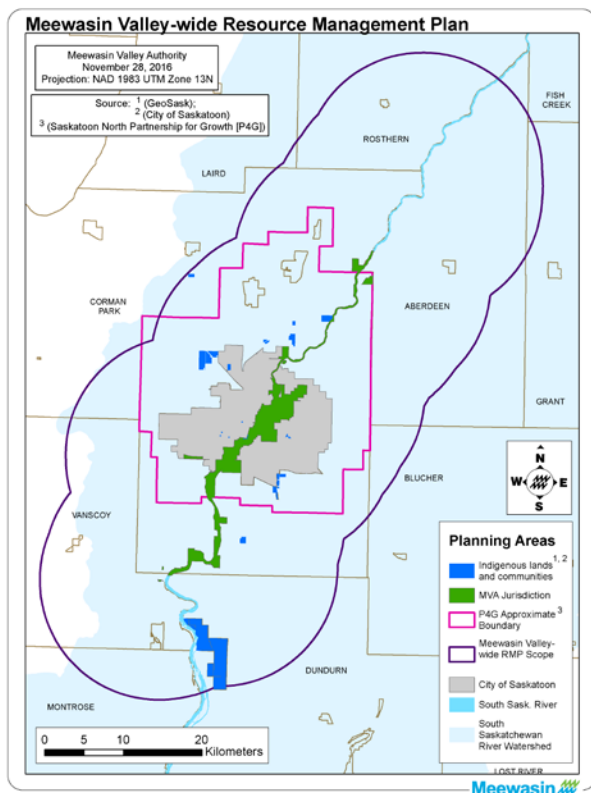 Meewasin Valley-wide Resource Management Plan
Meewasin Valley Authority
November 28, 2016
Projection: NAD 1983 UTM Zone 13N
Source: 1 (GeoSask);
2 (City of Saskatoon)
3 (Saskatoon North Partnership for Growth [P4G])
FISH
CREEK
ROSTHERN
LAIRD
CORMAN
PARK
ABERDEEN
GRANT
BLUCHER
VANSCOY
DUNDURN
MONTROSE
LOST RIVER
N
W E
S
Planning Areas
Indigenous lands 1, 2
and communities
MVA Jurisdiction
P4G Approximate 3
Boundary
Meewasin Valley-
wide RMP Scope
City of Saskatoon
South Sask. River
South
Saskatchewan
River Watershed
0 5 10 20
Kilometers
Meewasin